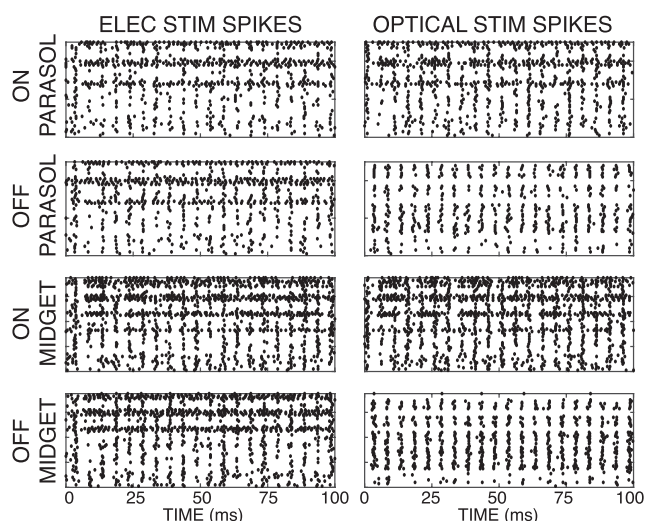 ELEC STIM SPIKES
OPTICAL STIM SPIKES
ON
PARASOL
OFF
PARASOL
ON
MIDGET
OFF
MIDGET
0 25 50 75 100
0 25 50 75 100
TIME (ms)
TIME (ms)